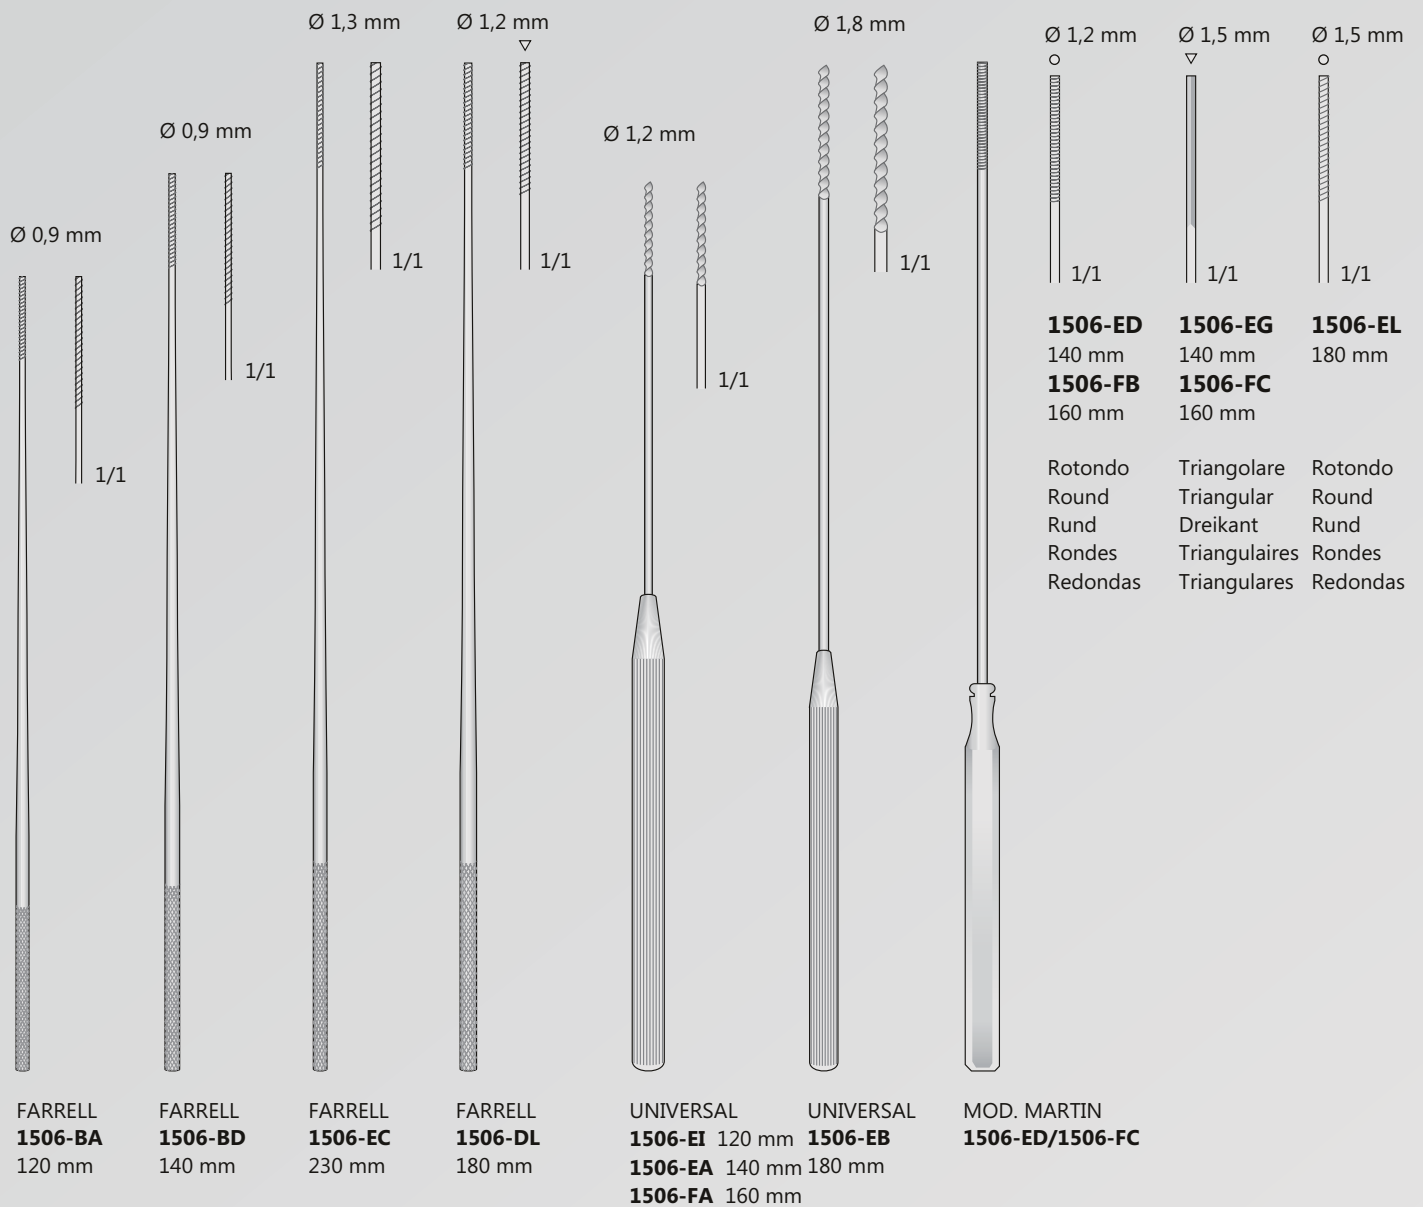 Ø 0,9 mm
1/1
FARRELL
1506-BA
120 mm
Ø 0,9 mm
1/1
FARRELL
1506-BD
140 mm
Ø 1,3 mm
1/1
FARRELL
1506-EC
230 mm
Ø 1,2 mm
1/1
FARRELL
1506-DL
180 mm
Ø 1,2 mm
1/1
UNIVERSAL
1506-EI 120 mm
1506-EA 140 mm
1506-FA 160 mm
Ø 1,8 mm
1/1
UNIVERSAL
1506-EB
180 mm
MOD. MARTIN
1506-ED/1506-FC
Ø 1,2 mm
1/1
1506-ED
140 mm
1506-FB
160 mm
Rotondo
Round
Rund
Rondes
Redondas
Ø 1,5 mm
1/1
1506-EG
140 mm
1506-FC
160 mm
Triangolare
Triangular
Dreikant
Triangulaires
Triangulares
Ø 1,5 mm
1/1
1506-EL
180 mm
Rotondo
Round
Rund
Rondes
Redondas